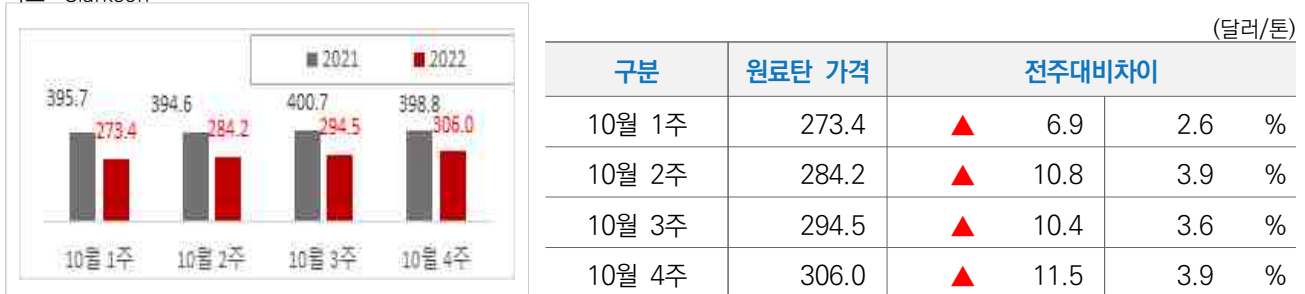 ■ 2021 ■ 2022
395.7 394.6 400.7 398.8
273.4 284.2 294.5 306.0
10월 1주 10월 2주 10월 3주 10월 4주
(달러/톤)
구분 원료탄 가격 전주대비차이
10월 1주 273.4 ▲ 6.9 2.6 %
10월 2주 284.2 ▲ 10.8 3.9 %
10월 3주 294.5 ▲ 10.4 3.6 %
10월 4주 306.0 ▲ 11.5 3.9 %